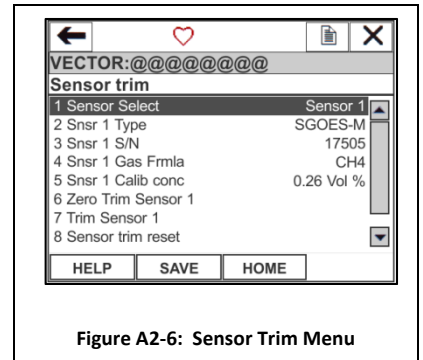 VECTOR:@@@@@@@@
Sensor trim
1 Sensor Select Sensor 1
2 Snsr 1 Type SGOES-M
3 Snsr 1 S/N 17505
4 Snsr 1 Gas Frmla CH4
5 Snsr 1 Calib conc 0.26 Vol %
6 Zero Trim Sensor 1
7 Trim Sensor 1
8 Sensor trim reset
HELP SAVE HOME
Figure A2-6: Sensor Trim Menu